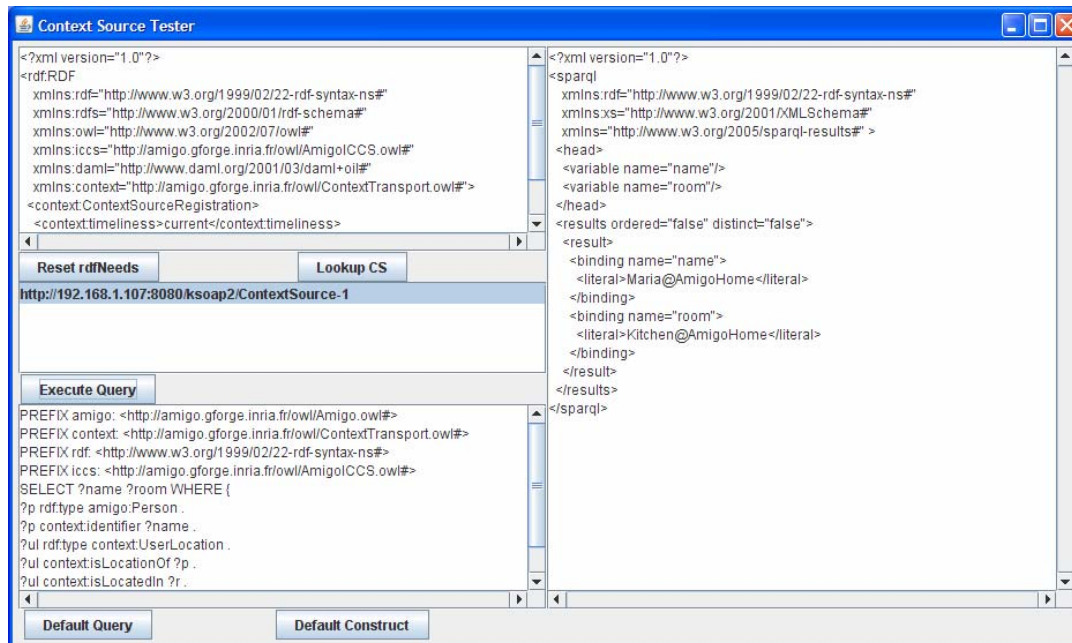 Context Source Tester
<?xml version="1.0"?>
<rdf:RDF
xmlns:rdf="http://www.w3.org/1999/02/22-rdf-syntax-ns#"
xmlns:rdfs="http://www.w3.org/2000/01/rdf-schema#"
xmlns:owl="http://www.w3.org/2002/07/owl#"
xmlns:iccs="http://amigo.gforge.inria.fr/owl/AmigoICCS.owl#"
xmlns:daml="http://www.daml.org/2001/03/daml+oil#"
xmlns:context="http://amigo.gforge.inria.fr/owl/ContextTransport.owl#">
<context:ContextSourceRegistration>
<context:timeliness>current</context:timeliness>
Reset rdfNeeds
Lookup CS
http://192.168.1.107:8080/ksoap2/ContextSource-1
Execute Query
PREFIX amigo: <http://amigo.gforge.inria.fr/owl/Amigo.owl#>
PREFIX context: <http://amigo.gforge.inria.fr/owl/ContextTransport.owl#>
PREFIX rdf: <http://www.w3.org/1999/02/22-rdf-syntax-ns#>
PREFIX iccs: <http://amigo.gforge.inria.fr/owl/AmigoICCS.owl#>
SELECT ?name ?room WHERE {
?p rdf:type amigo:Person .
?p context:identifier ?name .
?ul rdf:type context:UserLocation .
?ul context:isLocationOf ?p .
?ul context:isLocatedIn ?r .
Default Query
Default Construct
<?xml version="1.0"?>
<sparql
xmlns:rdf="http://www.w3.org/1999/02/22-rdf-syntax-ns#"
xmlns:xs="http://www.w3.org/2001/XMLSchema#"
xmlns="http://www.w3.org/2005/sparql-results#" >
<head>
<variable name="name"/>
<variable name="room"/>
</head>
<results ordered="false" distinct="false">
<result>
<binding name="name">
<literal>Maria@AmigoHome</literal>
</binding>
<binding name="room">
<literal>Kitchen@AmigoHome</literal>
</binding>
</result>
</results>
</sparql>